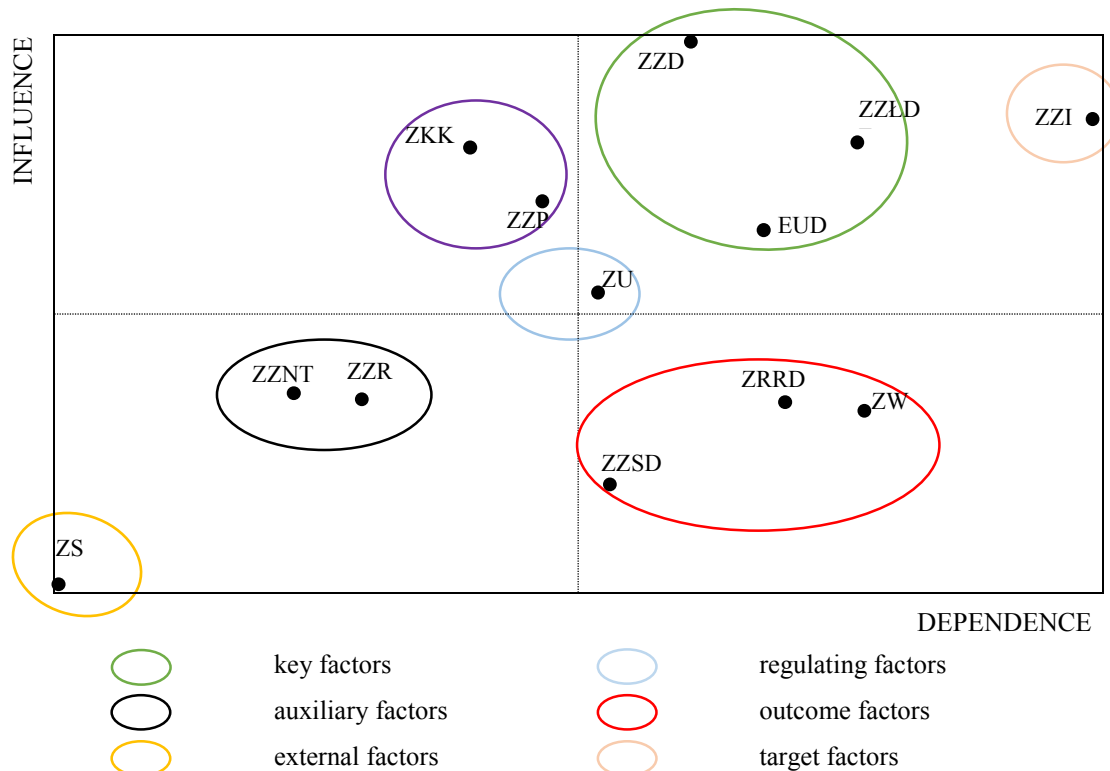 INFLUENCE
ZZD
ZZŁD
ZZI
ZKK
ZZP
EUD
ZU
ZZNT
ZZR
ZRRD
ZW
ZZSD
ZS
DEPENDENCE
key factors
regulating factors
auxiliary factors
outcome factors
external factors
target factors